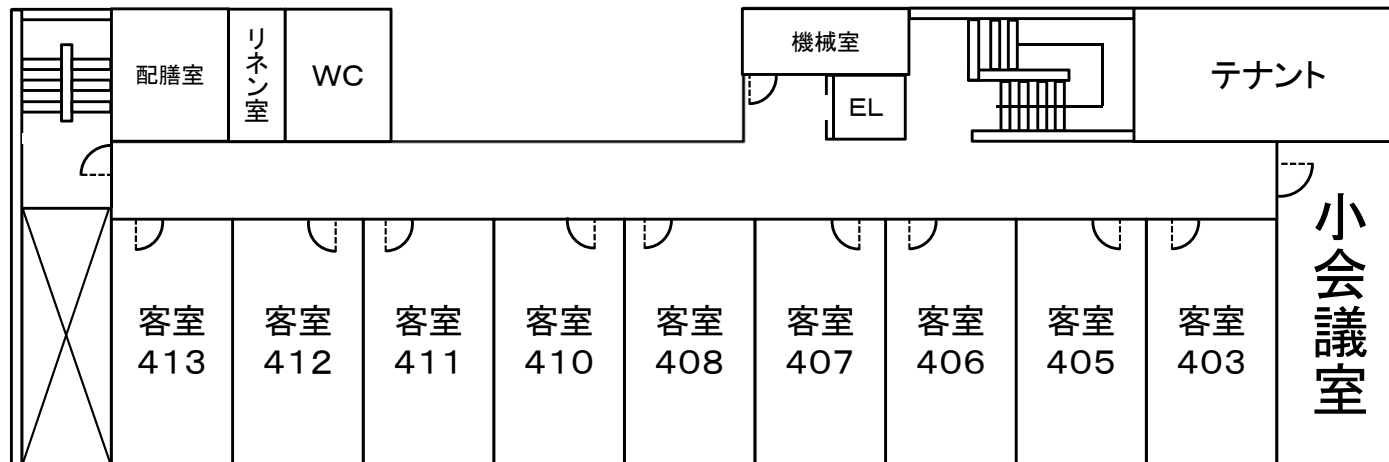 配膳室
リネン室
WC
機械室
EL
テナント
小会議室
客室
413
客室
412
客室
411
客室
410
客室
408
客室
407
客室
406
客室
405
客室
403